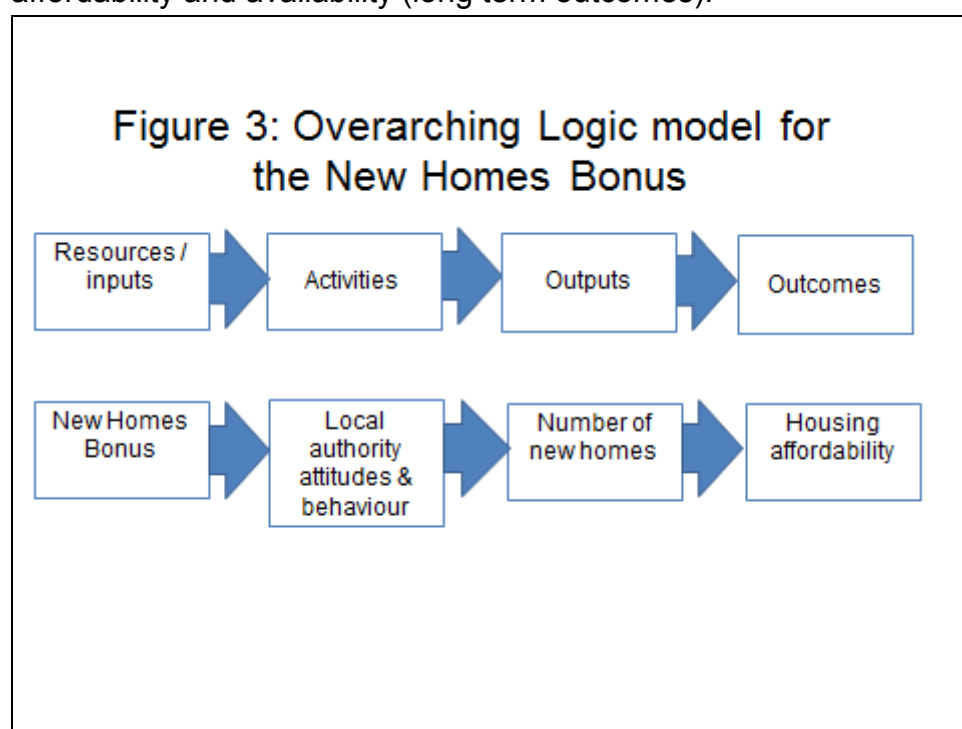 affordability and availability (long term outcomes).
Figure 3: Overarching Logic model for
the New Homes Bonus
Resources /
inputs
Activities
Outputs
Outcomes
New Homes
Bonus
Local
authority
attitudes &
behaviour
Number of
new homes
Housing
affordability